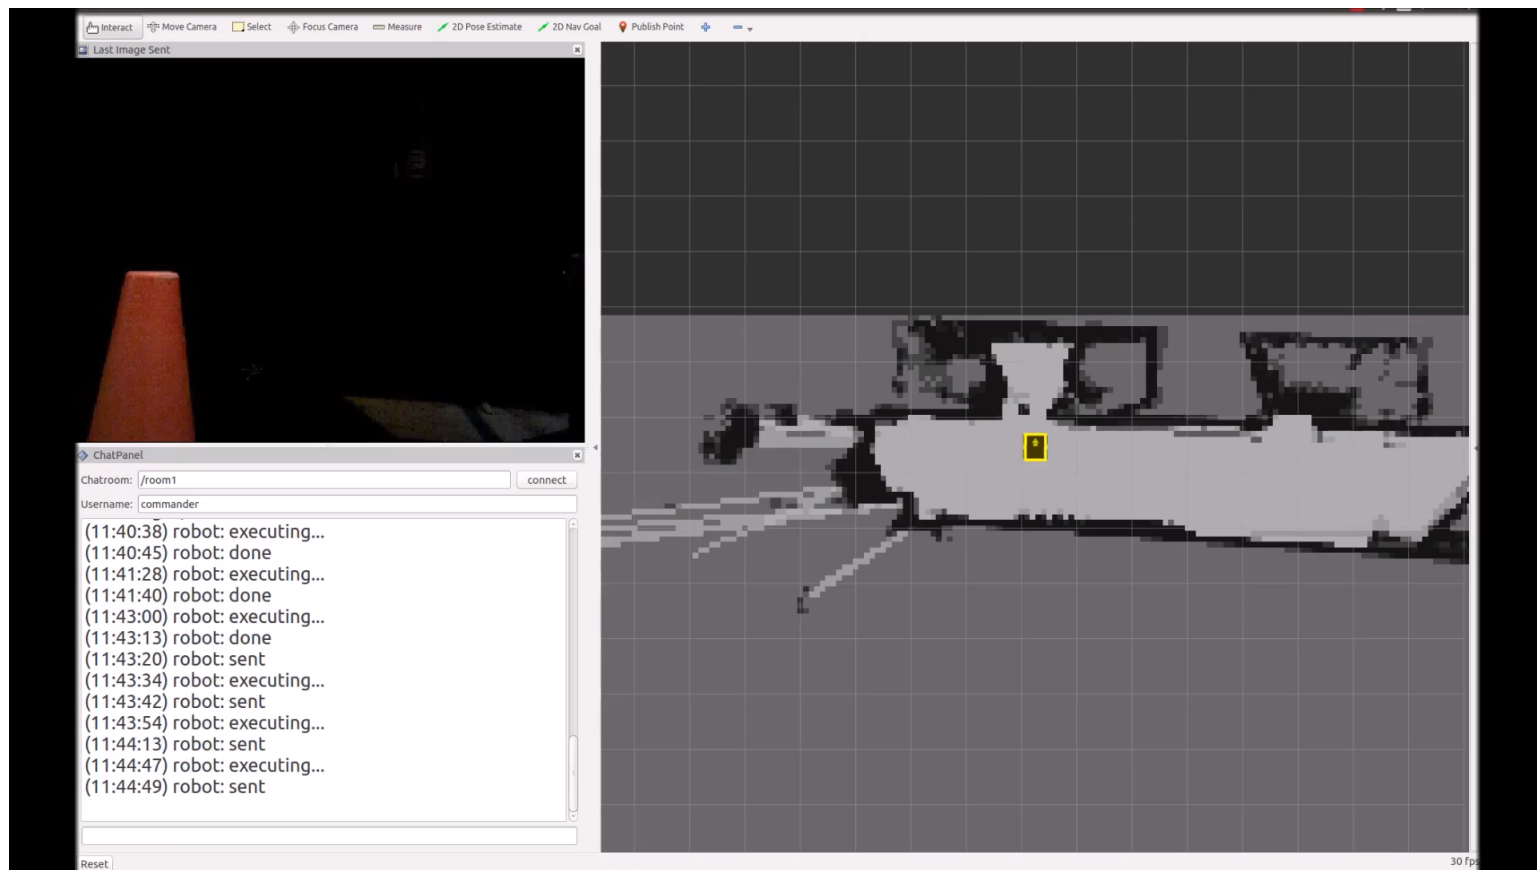 Interact Move Camera Select Focus Camera Measure 2D Pose Estimate 2D Nav Goal Publish Point
Last Image Sent
ChatPanel
Chatroom: /room1 connect
Username: commander
(11:40:38) robot: executing...
(11:40:45) robot: done
(11:41:28) robot: executing...
(11:41:40) robot: done
(11:43:00) robot: executing...
(11:43:13) robot: done
(11:43:20) robot: sent
(11:43:34) robot: executing...
(11:43:42) robot: sent
(11:43:54) robot: executing...
(11:44:13) robot: sent
(11:44:47) robot: executing...
(11:44:49) robot: sent
Reset
30 fps